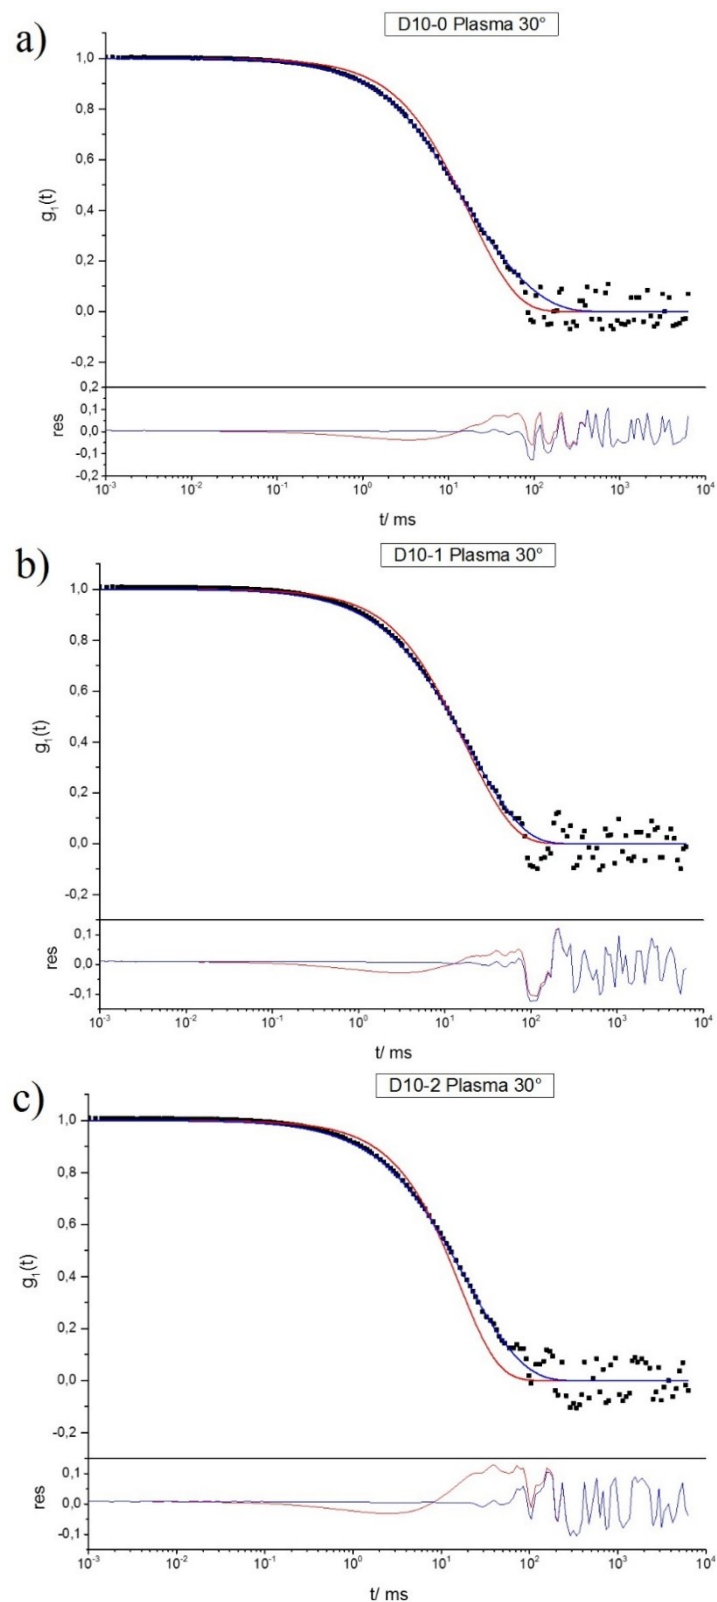 a)
D10-0 Plasma 30°
1,0
0,8
0,6
0,4
0,2
0,0
-0,2
g₁(t)
0,2
0,1
0,0
-0,1
-0,2
res
10⁻³ 10⁻² 10⁻¹ 10⁰ 10¹ 10² 10³ 10⁴
t/ ms
b)
D10-1 Plasma 30°
1,0
0,8
0,6
0,4
0,2
0,0
-0,2
g₁(t)
0,1
0,0
-0,1
res
10⁻³ 10⁻² 10⁻¹ 10⁰ 10¹ 10² 10³ 10⁴
t/ ms
c)
D10-2 Plasma 30°
1,0
0,8
0,6
0,4
0,2
0,0
-0,2
g₁(t)
0,1
0,0
-0,1
res
10⁻³ 10⁻² 10⁻¹ 10⁰ 10¹ 10² 10³ 10⁴
t/ ms